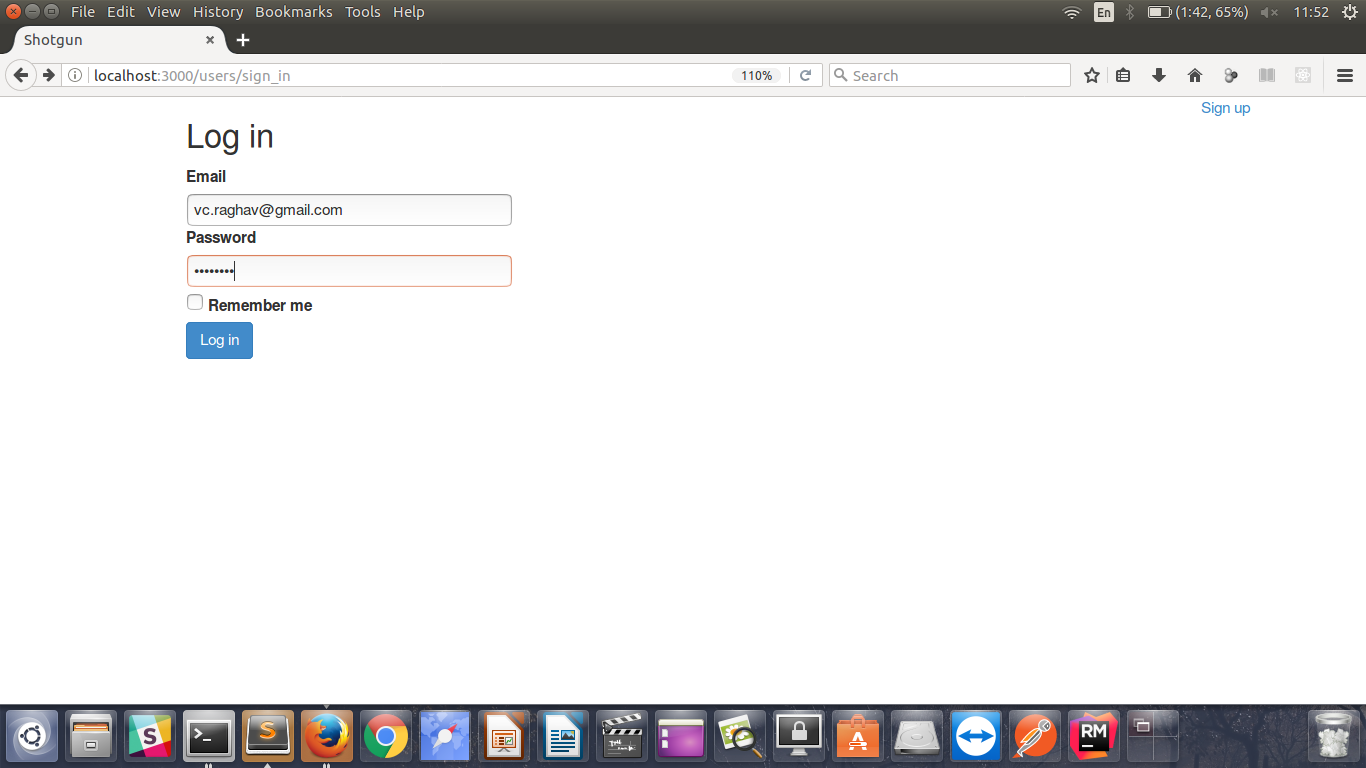 File Edit View History Bookmarks Tools Help En (1:42, 65%) 11:52
Shotgun
localhost:3000/users/sign_in 110% Search
Sign up
Log in
Email
vc.raghav@gmail.com
Password
••••••••
Remember me
Log in
RM